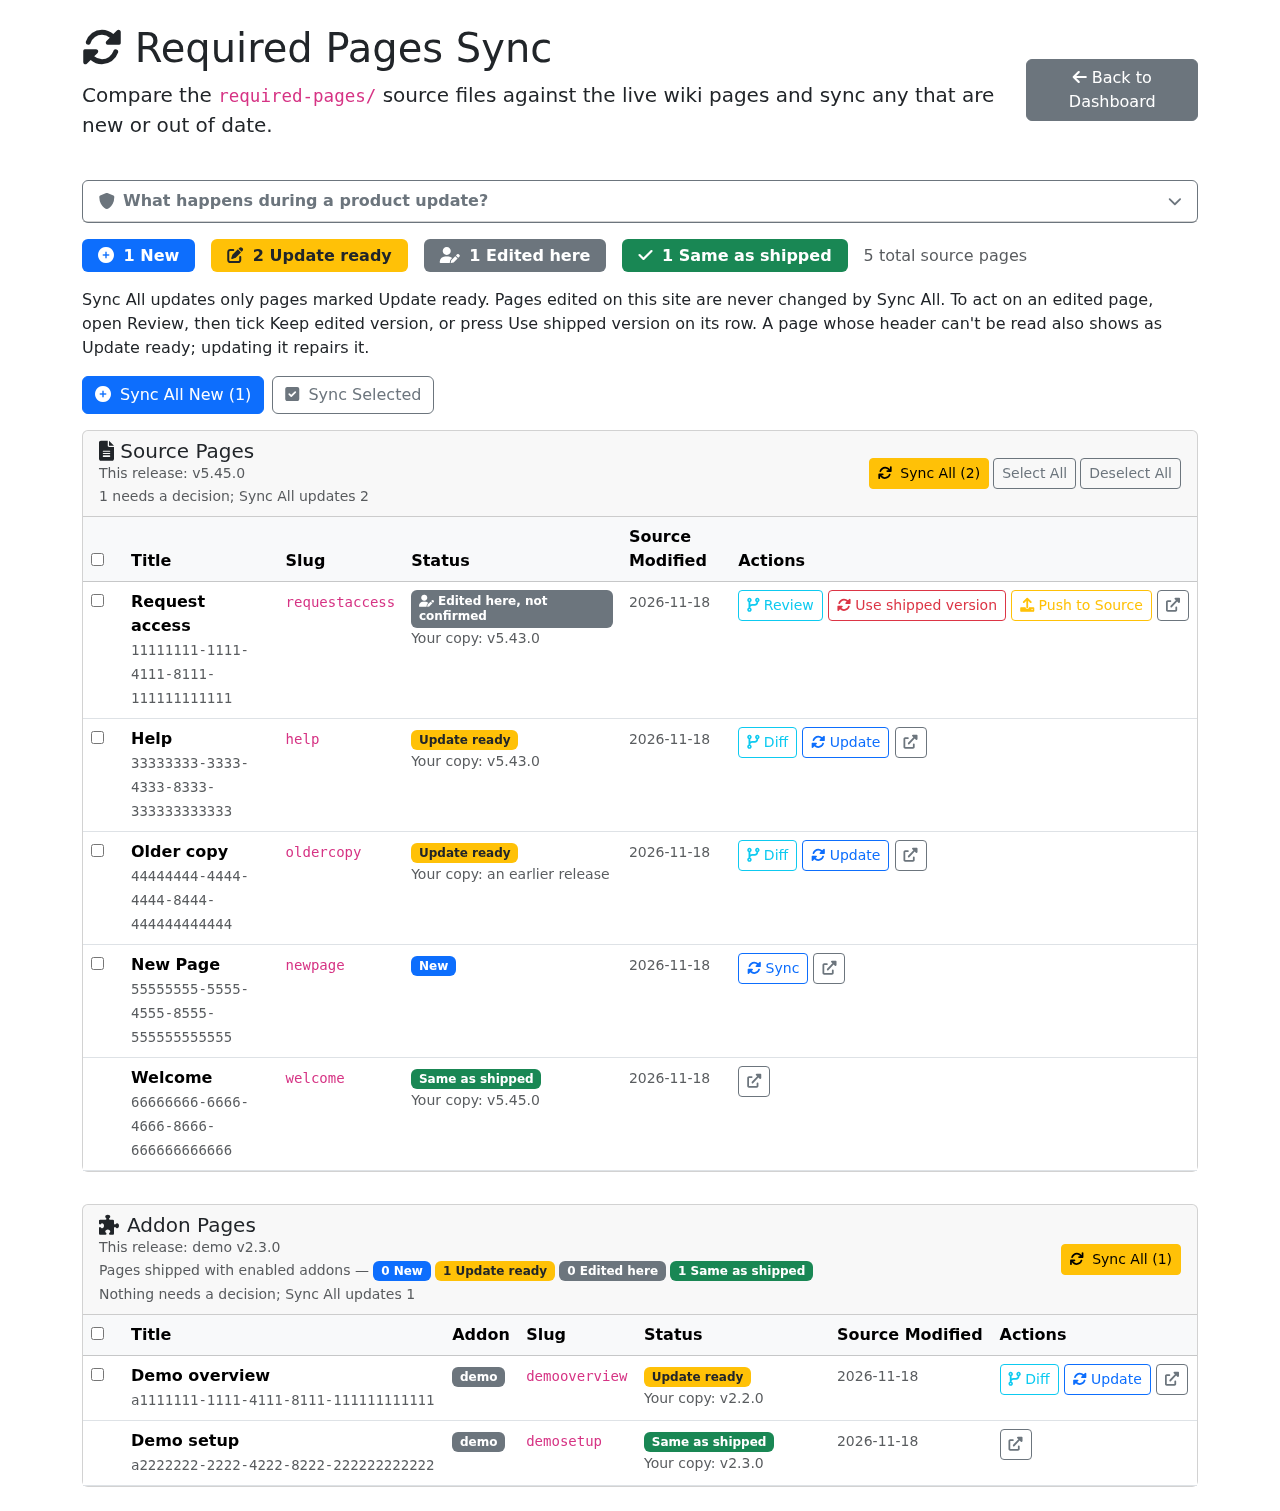 Required Pages Sync
Compare the required-pages/ source files against the live wiki pages and sync any that are
new or out of date.
Back to
Dashboard
What happens during a product update?
1 New
2 Update ready
1 Edited here
1 Same as shipped
5 total source pages
Sync All updates only pages marked Update ready. Pages edited on this site are never changed by Sync All. To act on an edited page,
open Review, then tick Keep edited version, or press Use shipped version on its row. A page whose header can't be read also shows as
Update ready; updating it repairs it.
Sync All New (1)
Sync Selected
Source Pages
This release: v5.45.0
1 needs a decision; Sync All updates 2
Sync All (2)
Select All
Deselect All
Title
Slug
Status
Source
Modified
Actions
Request
access
11111111-1111-
4111-8111-
111111111111
requestaccess
Edited here, not
confirmed
Your copy: v5.43.0
2026-11-18
Review
Use shipped version
Push to Source
Help
33333333-3333-
4333-8333-
333333333333
help
Update ready
Your copy: v5.43.0
2026-11-18
Diff
Update
Older copy
44444444-4444-
4444-8444-
444444444444
oldercopy
Update ready
Your copy: an earlier release
2026-11-18
Diff
Update
New Page
55555555-5555-
4555-8555-
555555555555
newpage
New
2026-11-18
Sync
Welcome
66666666-6666-
4666-8666-
666666666666
welcome
Same as shipped
Your copy: v5.45.0
2026-11-18
Addon Pages
This release: demo v2.3.0
Pages shipped with enabled addons — 0 New 1 Update ready 0 Edited here 1 Same as shipped
Nothing needs a decision; Sync All updates 1
Sync All (1)
Title
Addon
Slug
Status
Source Modified
Actions
Demo overview
a1111111-1111-4111-8111-111111111111
demo
demooverview
Update ready
Your copy: v2.2.0
2026-11-18
Diff
Update
Demo setup
a2222222-2222-4222-8222-222222222222
demo
demosetup
Same as shipped
Your copy: v2.3.0
2026-11-18